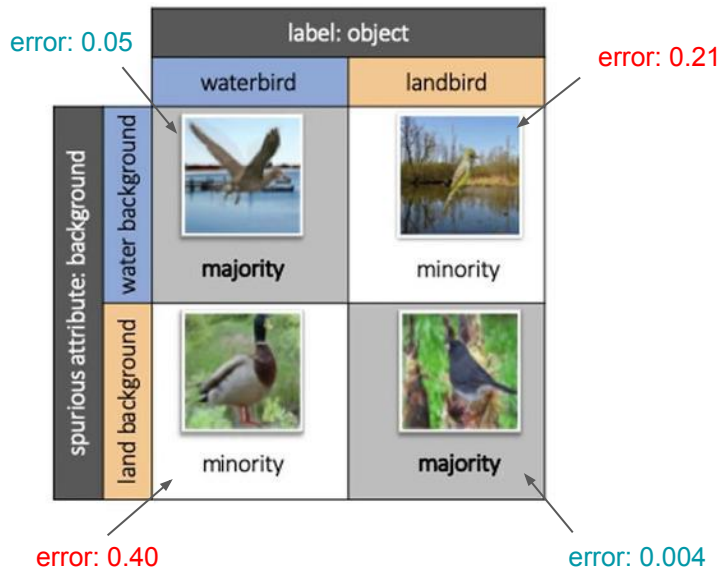 label: object
error: 0.05
error: 0.21
waterbird
landbird
spurious attribute: background
water background
majority
minority
land background
minority
majority
error: 0.40
error: 0.004